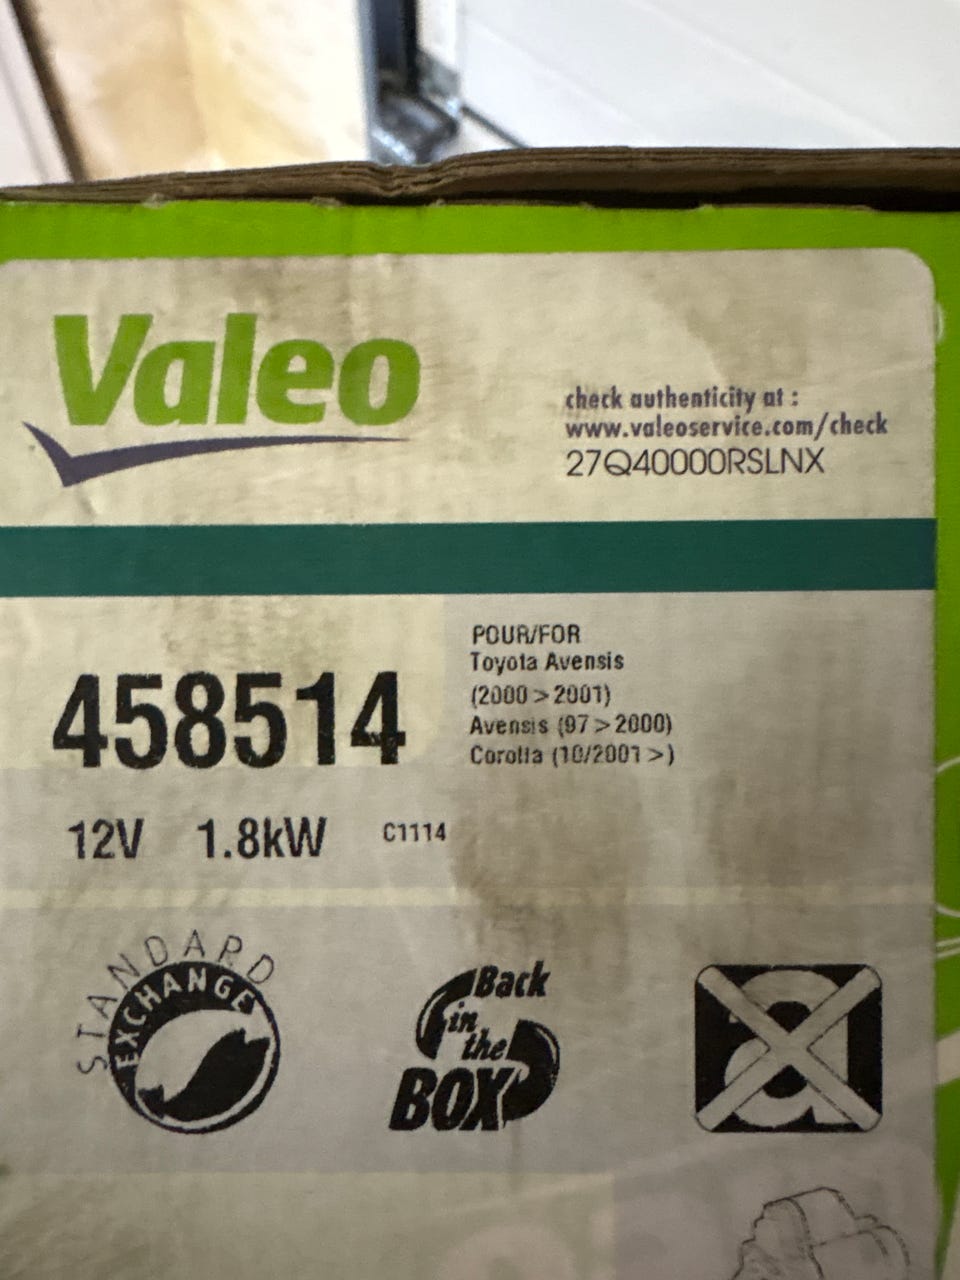 Valeo
check authenticity at :
www.valeoservice.com/check
27Q40000RSLNX
458514
POUR/FOR
Toyota Avensis
(2000 > 2001)
Avensis (97 > 2000)
Corolla (10/2001 > )
12V 1.8kW C1114
STANDARD
EXCHANGE
Back
in
the
BOX
a